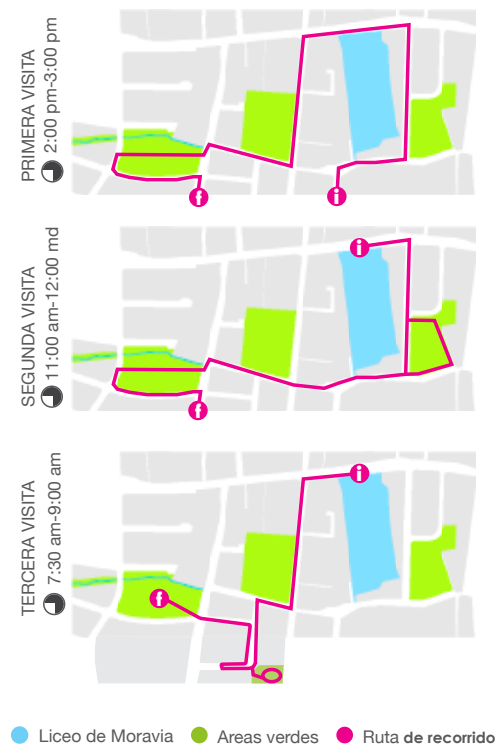 PRIMERA VISITA
2:00 pm-3:00 pm
f
i
SEGUNDA VISITA
11:00 am-12:00 md
i
f
TERCERA VISITA
7:30 am-9:00 am
i
f
Liceo de Moravia
Areas verdes
Ruta de recorrido